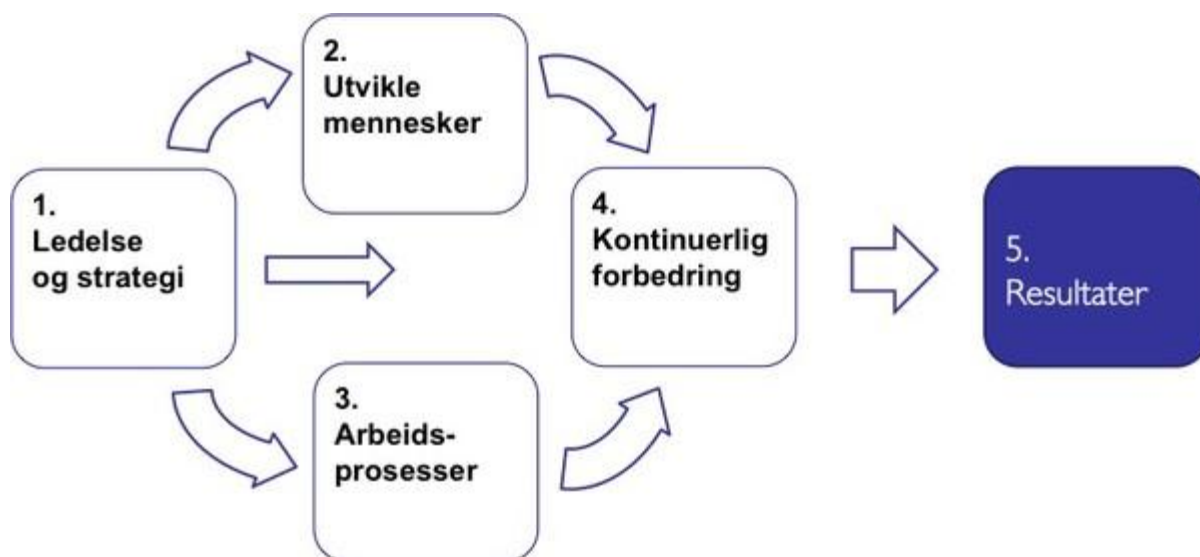 1.
Ledelse
og strategi
2.
Utvikle
mennesker
3.
Arbeids-
prosesser
4.
Kontinuerlig
forbedring
5.
Resultater